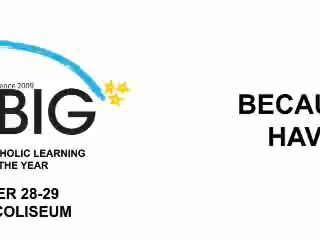 ence 2009
BIG
HOLIC LEARNING
THE YEAR
ER 28-29
COLISEUM
BECAU
HAV